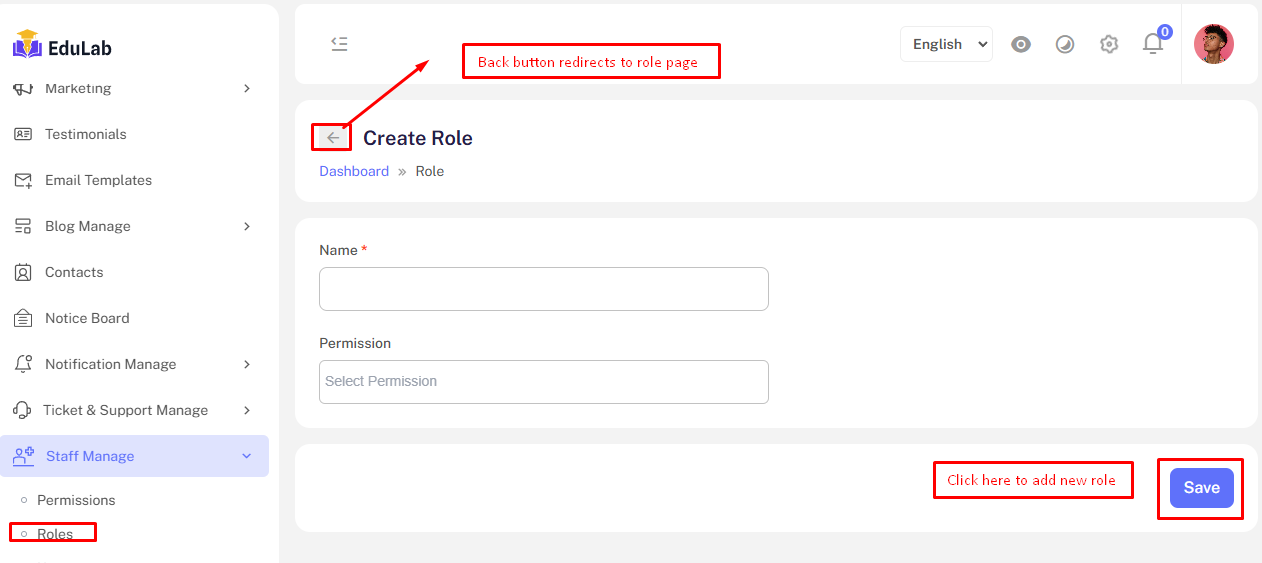 EduLab
Marketing
Testimonials
Email Templates
Blog Manage
Contacts
Notice Board
Notification Manage
Ticket & Support Manage
Staff Manage
Permissions
Roles
English
0
Back button redirects to role page
Create Role
Dashboard » Role
Name *
Permission
Select Permission
Click here to add new role
Save